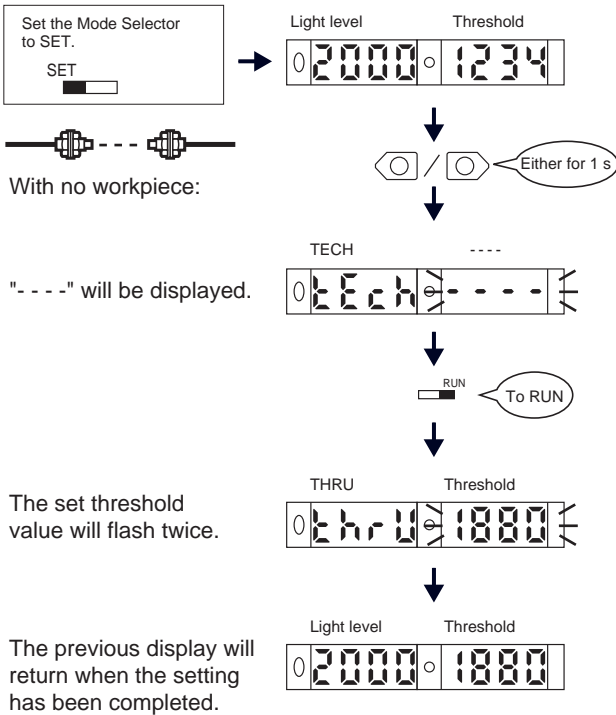 Set the Mode Selector
to SET.
SET
Light level Threshold
2000 1234
With no workpiece:
/ Either for 1 s
TECH - - - -
"- - - -" will be displayed.
tEch - - - -
RUN
To RUN
THRU Threshold
The set threshold
value will flash twice.
thrU 1880
Light level Threshold
The previous display will
return when the setting
has been completed.
2000 1880